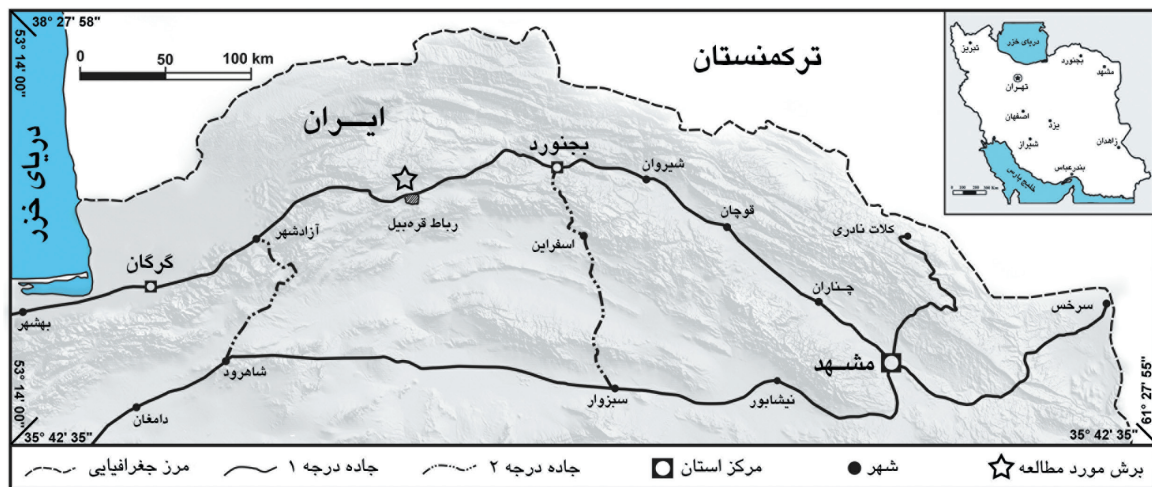 38° 27' 58"
53° 14' 00"
0 50 100 km
ترکمنستان
ایـــران
دریای خزر
بجنورد
شیروان
قوچان
رباط قره‌بیل
آزادشهر
اسفراین
کلات نادری
گرگان
چناران
سرخس
بهشهر
مشـــهد
شاهرود
سبزوار
نیشابور
دامغان
53° 14' 00"
35° 42' 35"
35° 42' 35"
61° 27' 55"
تبریز
دریای خزر
بجنورد
مشهد
تهـران
اصفهان
یزد
زاهدان
شیراز
بندرعباس
خلیج پارس
برش مورد مطالعه
شهر
مرکز استان
جاده درجه ۲
جاده درجه ۱
مرز جغرافیایی